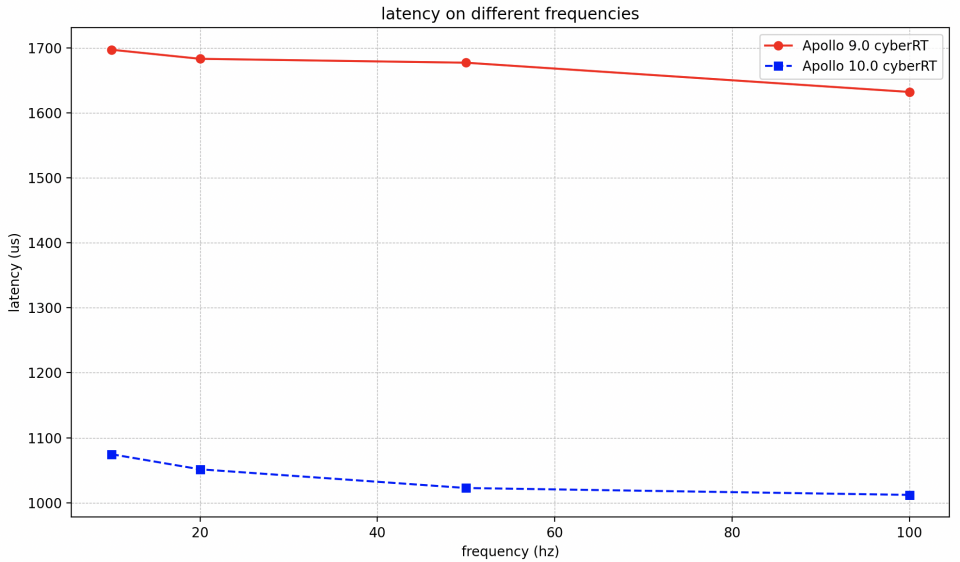 latency on different frequencies
Apollo 9.0 cyberRT
Apollo 10.0 cyberRT
latency (us)
1700
1600
1500
1400
1300
1200
1100
1000
20
40
60
80
100
frequency (hz)